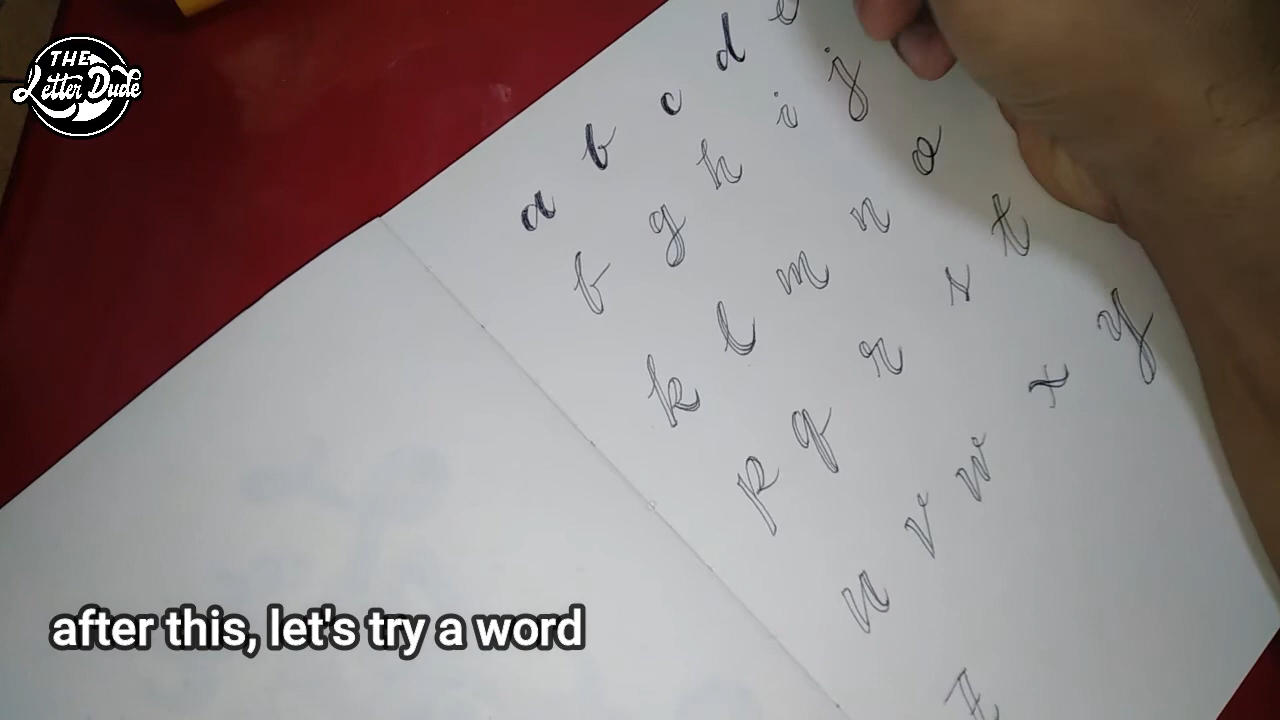 THE
Letter Dude
a b c d e
f g h i j
k l m n o
p q r s t
u v w x y
z
after this, let's try a word